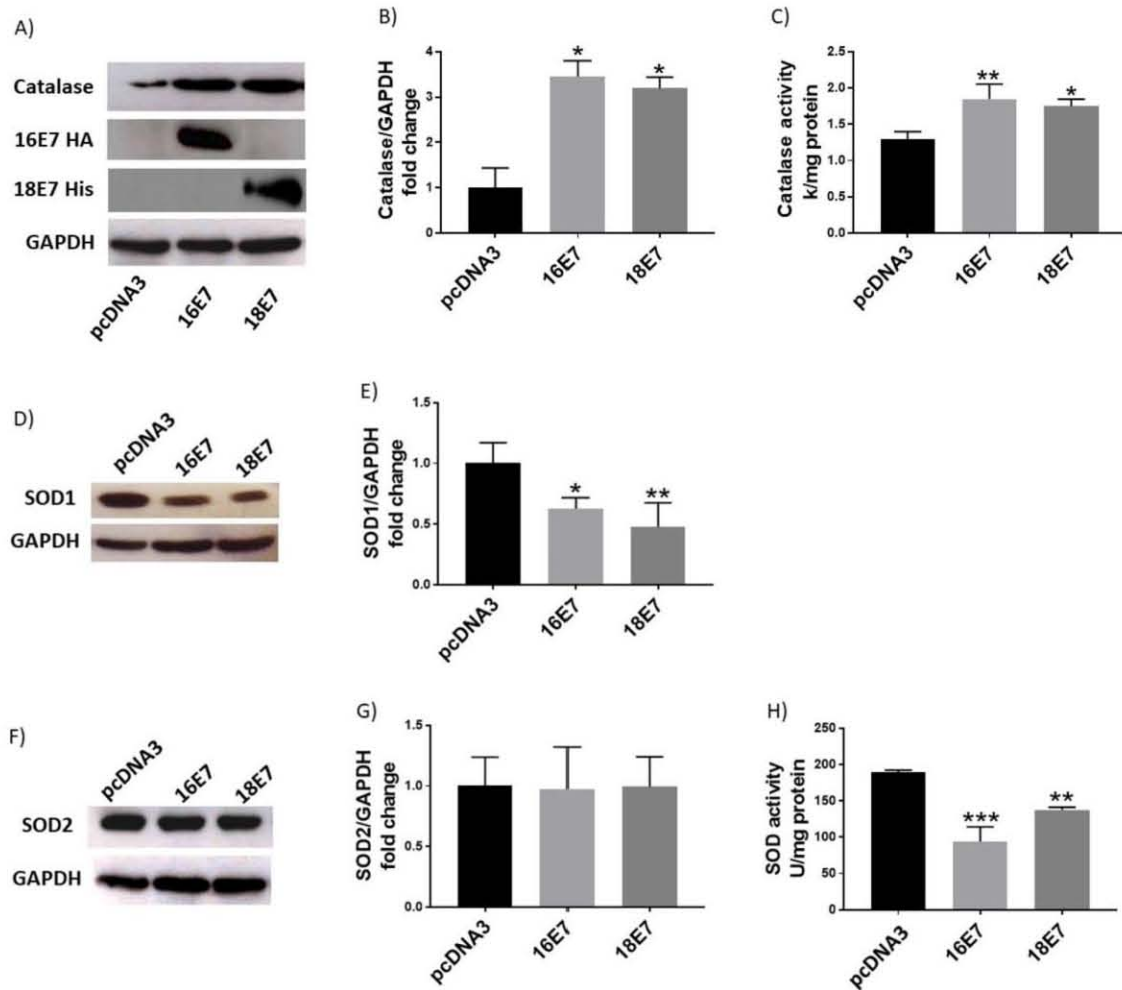 A)
Catalase
16E7 HA
18E7 His
GAPDH
pcDNA3
16E7
18E7
B)
Catalase/GAPDH
fold change
4
3
2
1
0
*
*
pcDNA3
16E7
18E7
C)
Catalase activity
k/mg protein
2.5
2.0
1.5
1.0
0.5
0.0
**
*
pcDNA3
16E7
18E7
D)
pcDNA3
16E7
18E7
SOD1
GAPDH
E)
SOD1/GAPDH
fold change
1.5
1.0
0.5
0.0
*
**
pcDNA3
16E7
18E7
F)
pcDNA3
16E7
18E7
SOD2
GAPDH
G)
SOD2/GAPDH
fold change
1.5
1.0
0.5
0.0
pcDNA3
16E7
18E7
H)
SOD activity
U/mg protein
250
200
150
100
50
0
***
**
pcDNA3
16E7
18E7